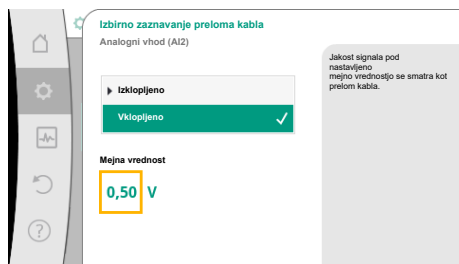 Izbirno zaznavanje preloma kabla
Analogni vhod (AI2)
Izklopljeno
Vklopljeno
Mejna vrednost
0,50 V
Jakost signala pod
nastavljeno
mejno vrednostjo se smatra kot
prelom kabla.